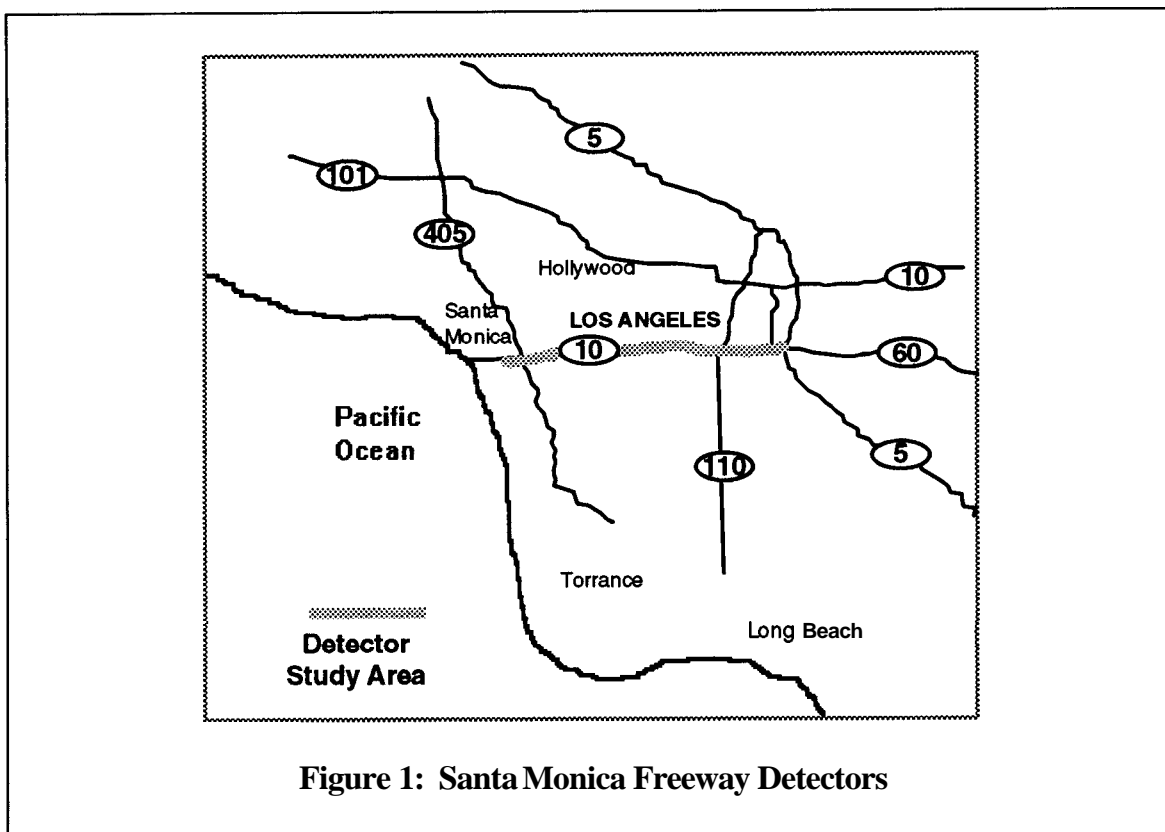 5
101
405
Hollywood
10
Santa
Monica
LOS ANGELES
10
60
Pacific
Ocean
110
5
Torrance
Long Beach
Detector
Study Area
Figure 1: Santa Monica Freeway Detectors